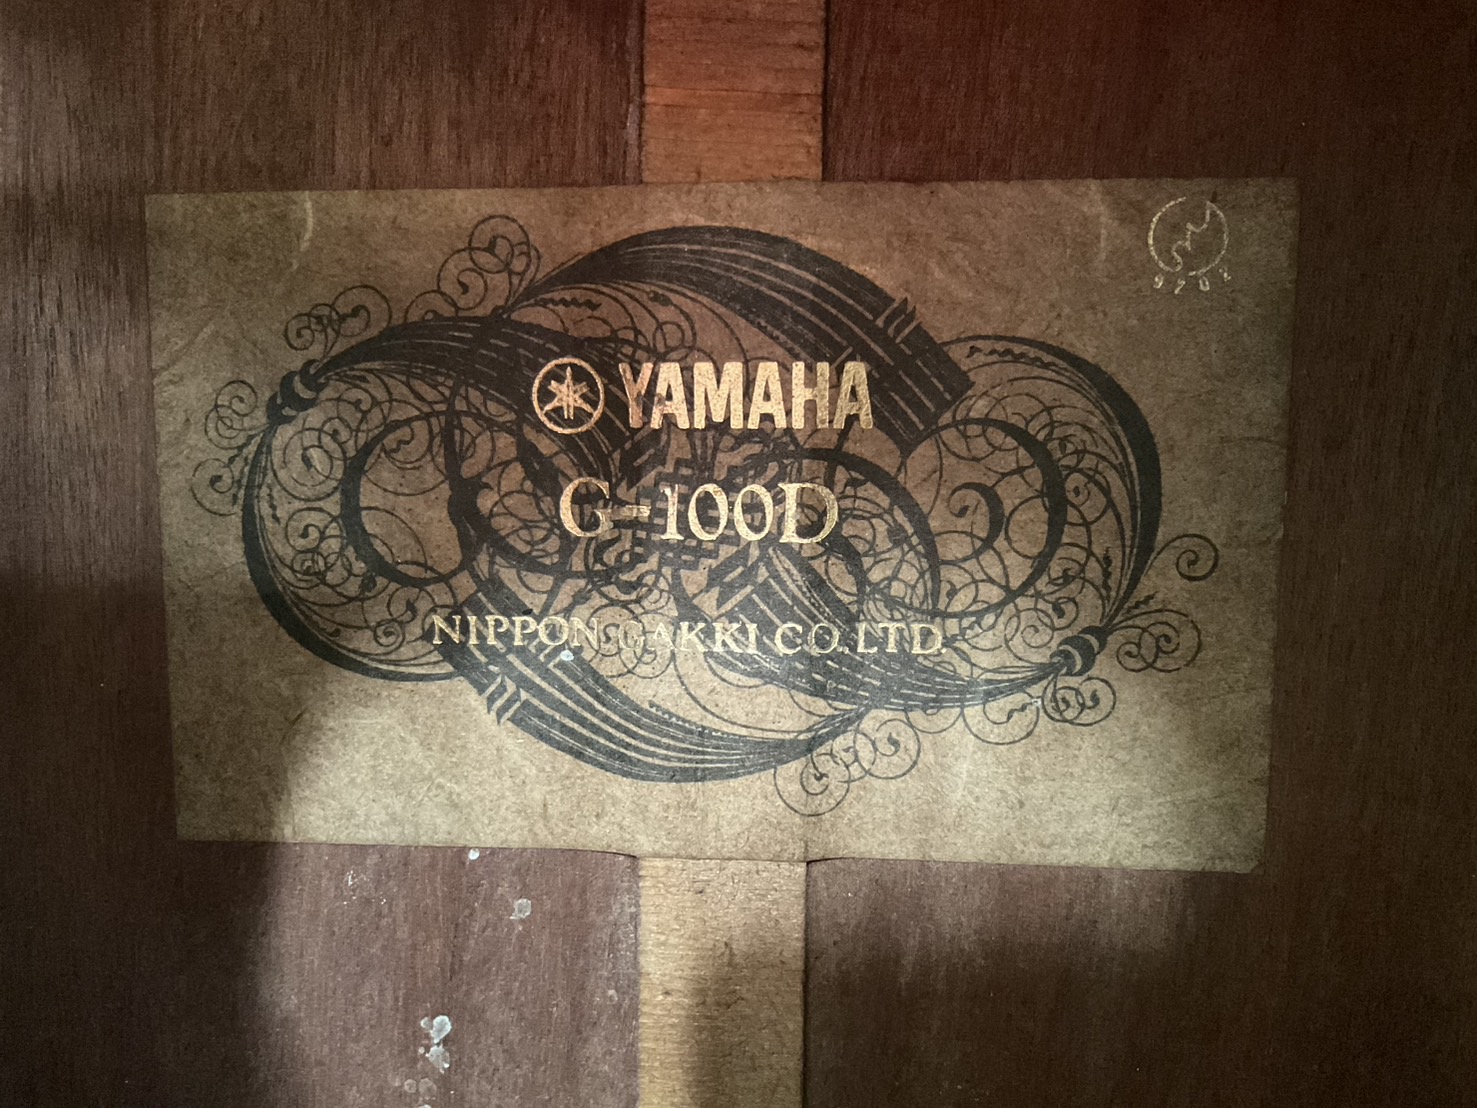 YAMAHA
G-100D
NIPPON GAKKI CO.LTD.